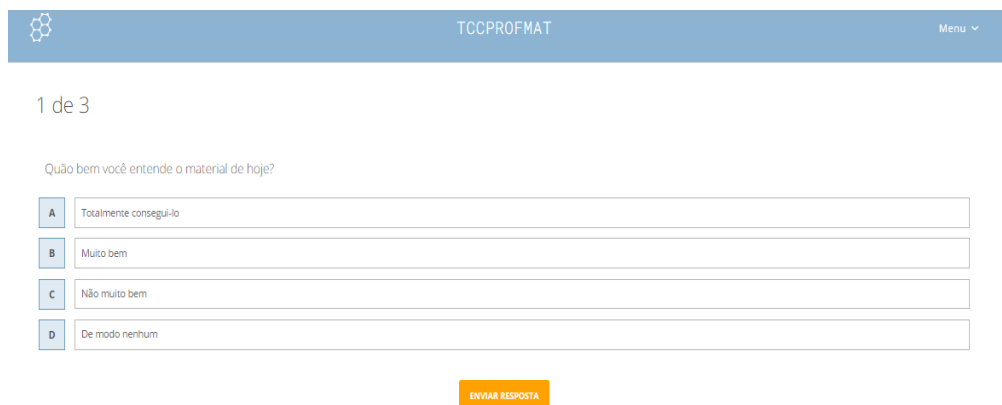 TCCPROFMAT Menu
1 de 3
Quão bem você entende o material de hoje?
A Totalmente consegui-lo
B Muito bem
C Não muito bem
D De modo nenhum
ENVIAR RESPOSTA